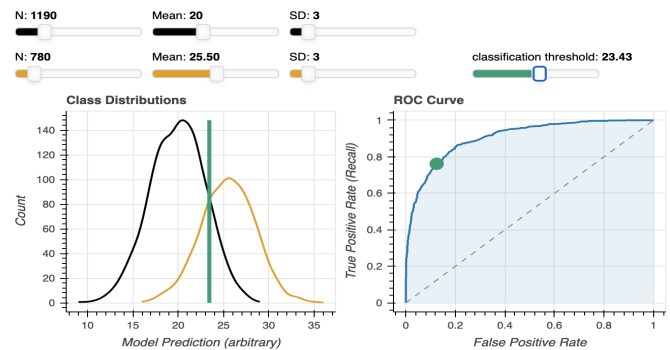 N: 1190 Mean: 20 SD: 3
N: 780 Mean: 25.50 SD: 3 classification threshold: 23.43
Class Distributions ROC Curve
140
120
100
80
60
40
20
0
Count
10 15 20 25 30 35
Model Prediction (arbitrary)
1
0.8
0.6
0.4
0.2
0
True Positive Rate (Recall)
0 0.2 0.4 0.6 0.8 1
False Positive Rate